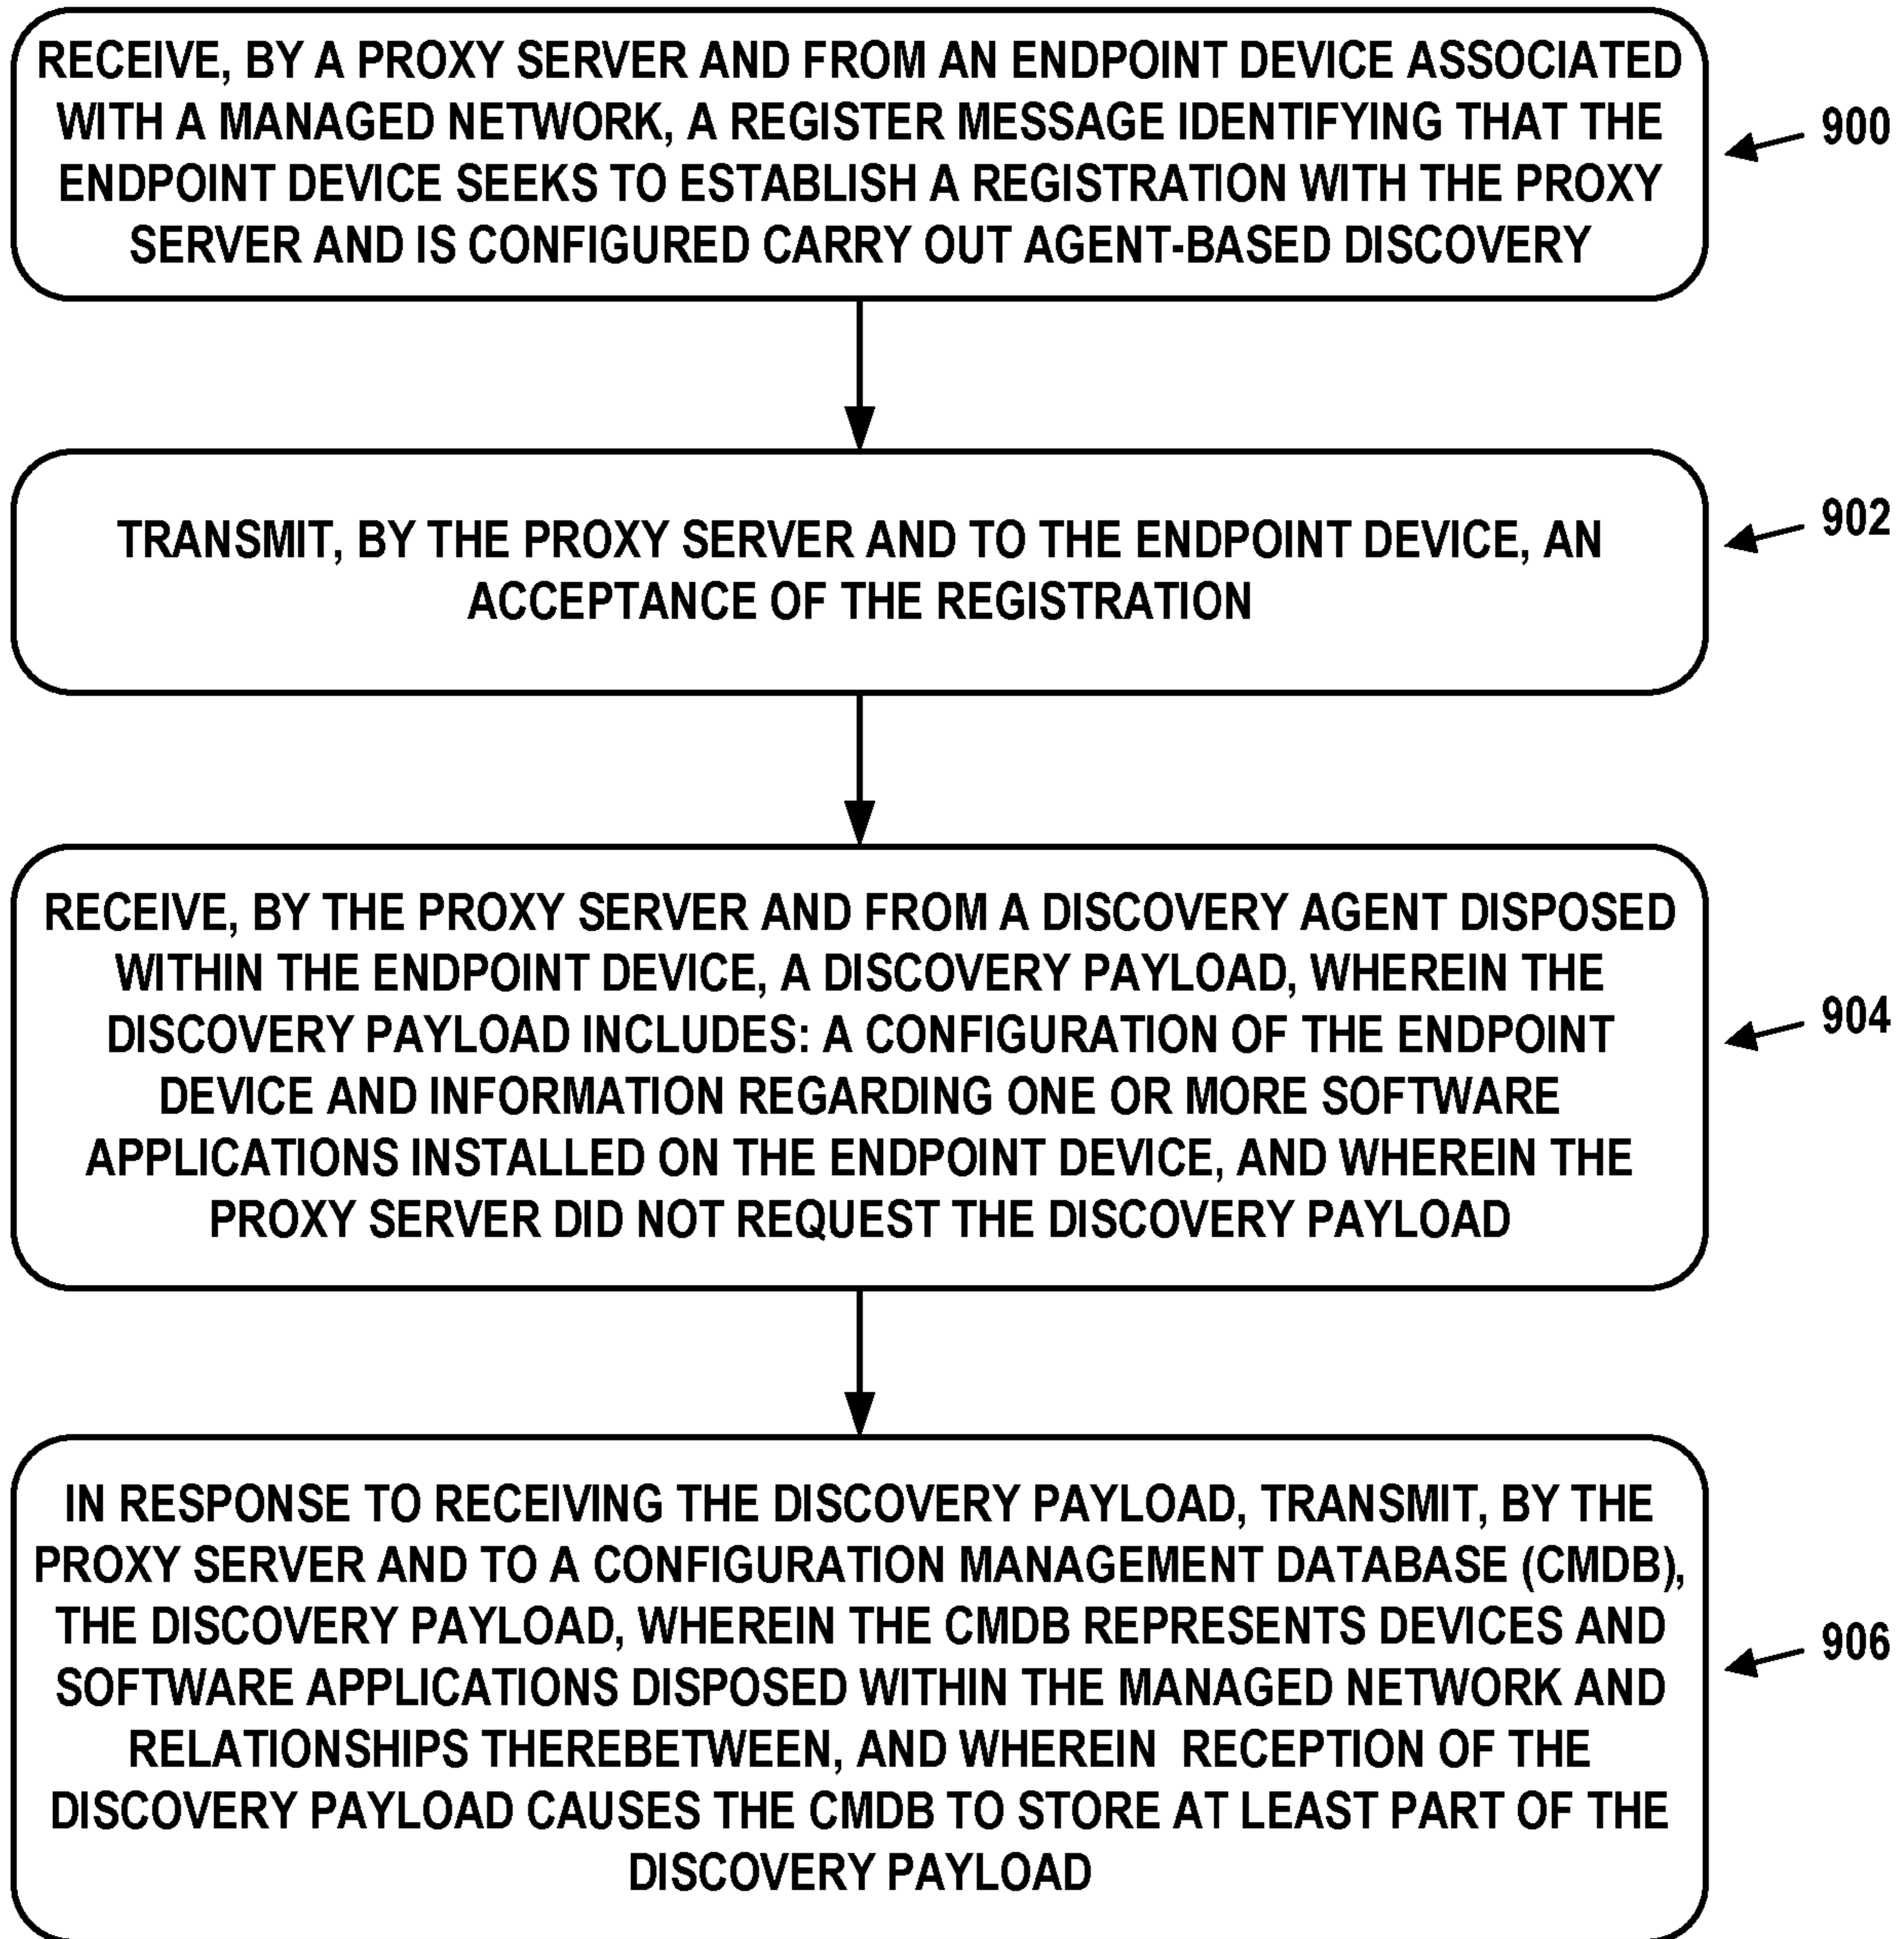 RECEIVE, BY A PROXY SERVER AND FROM AN ENDPOINT DEVICE ASSOCIATED
WITH A MANAGED NETWORK, A REGISTER MESSAGE IDENTIFYING THAT THE
ENDPOINT DEVICE SEEKS TO ESTABLISH A REGISTRATION WITH THE PROXY
SERVER AND IS CONFIGURED CARRY OUT AGENT-BASED DISCOVERY
900
TRANSMIT, BY THE PROXY SERVER AND TO THE ENDPOINT DEVICE, AN
ACCEPTANCE OF THE REGISTRATION
902
RECEIVE, BY THE PROXY SERVER AND FROM A DISCOVERY AGENT DISPOSED
WITHIN THE ENDPOINT DEVICE, A DISCOVERY PAYLOAD, WHEREIN THE
DISCOVERY PAYLOAD INCLUDES: A CONFIGURATION OF THE ENDPOINT
DEVICE AND INFORMATION REGARDING ONE OR MORE SOFTWARE
APPLICATIONS INSTALLED ON THE ENDPOINT DEVICE, AND WHEREIN THE
PROXY SERVER DID NOT REQUEST THE DISCOVERY PAYLOAD
904
IN RESPONSE TO RECEIVING THE DISCOVERY PAYLOAD, TRANSMIT, BY THE
PROXY SERVER AND TO A CONFIGURATION MANAGEMENT DATABASE (CMDB),
THE DISCOVERY PAYLOAD, WHEREIN THE CMDB REPRESENTS DEVICES AND
SOFTWARE APPLICATIONS DISPOSED WITHIN THE MANAGED NETWORK AND
RELATIONSHIPS THEREBETWEEN, AND WHEREIN RECEPTION OF THE
DISCOVERY PAYLOAD CAUSES THE CMDB TO STORE AT LEAST PART OF THE
DISCOVERY PAYLOAD
906